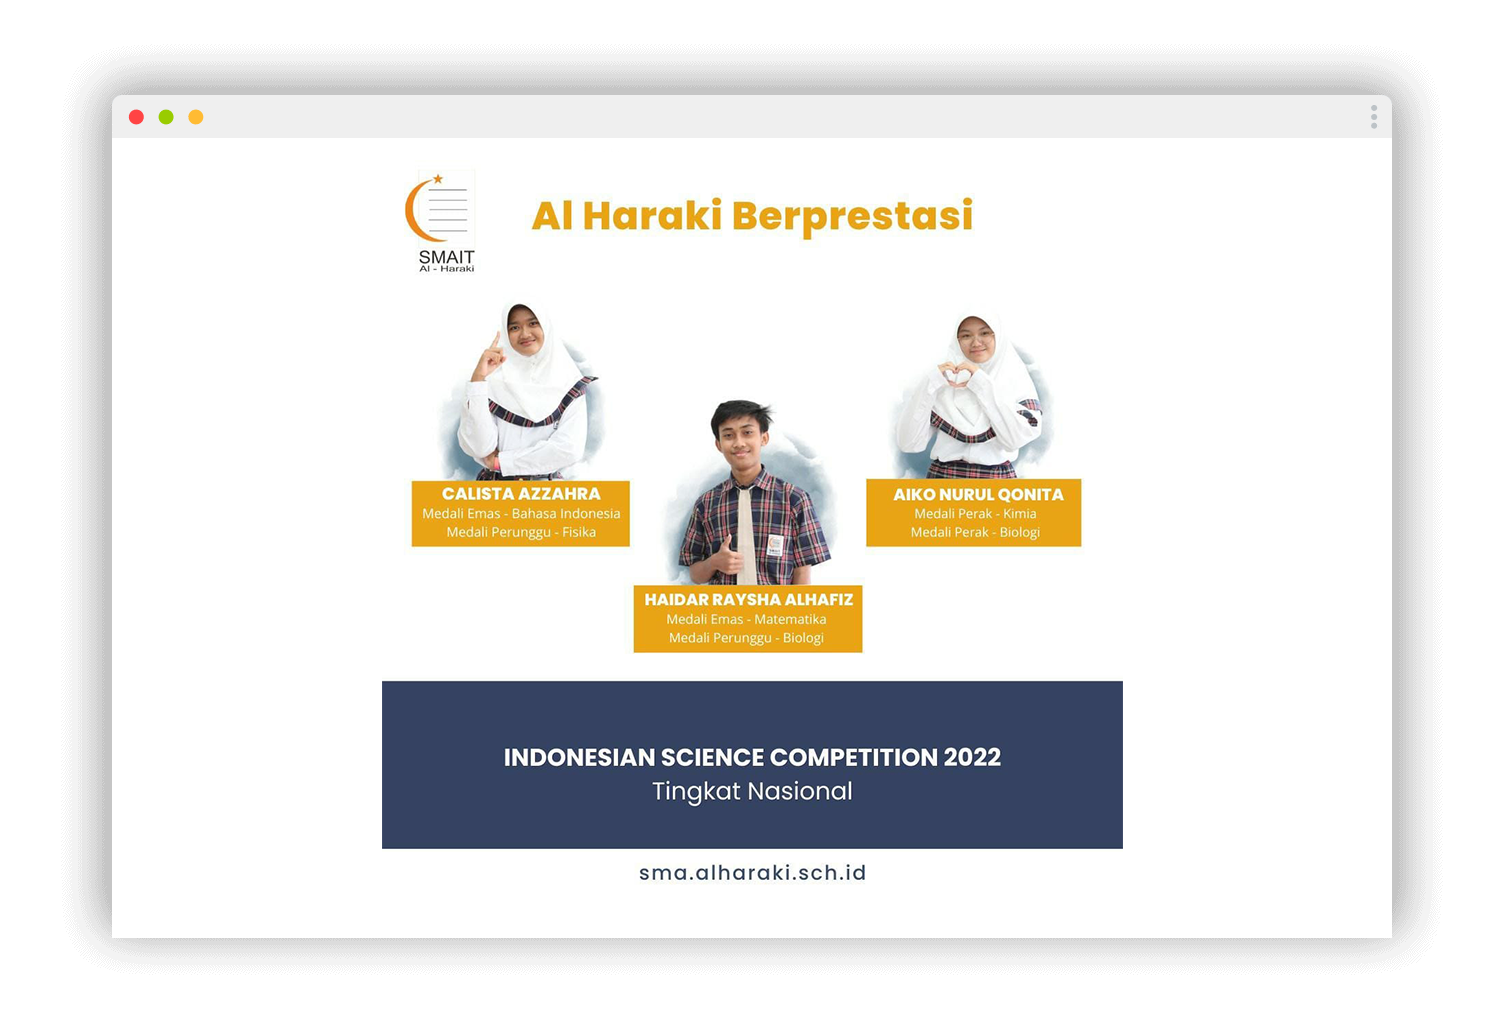 SMAIT
Al - Haraki
Al Haraki Berprestasi
CALISTA AZZAHRA
Medali Emas - Bahasa Indonesia
Medali Perunggu - Fisika
AIKO NURUL QONITA
Medali Perak - Kimia
Medali Perak - Biologi
HAIDAR RAYSHA ALHAFIZ
Medali Emas - Matematika
Medali Perunggu - Biologi
INDONESIAN SCIENCE COMPETITION 2022
Tingkat Nasional
sma.alharaki.sch.id